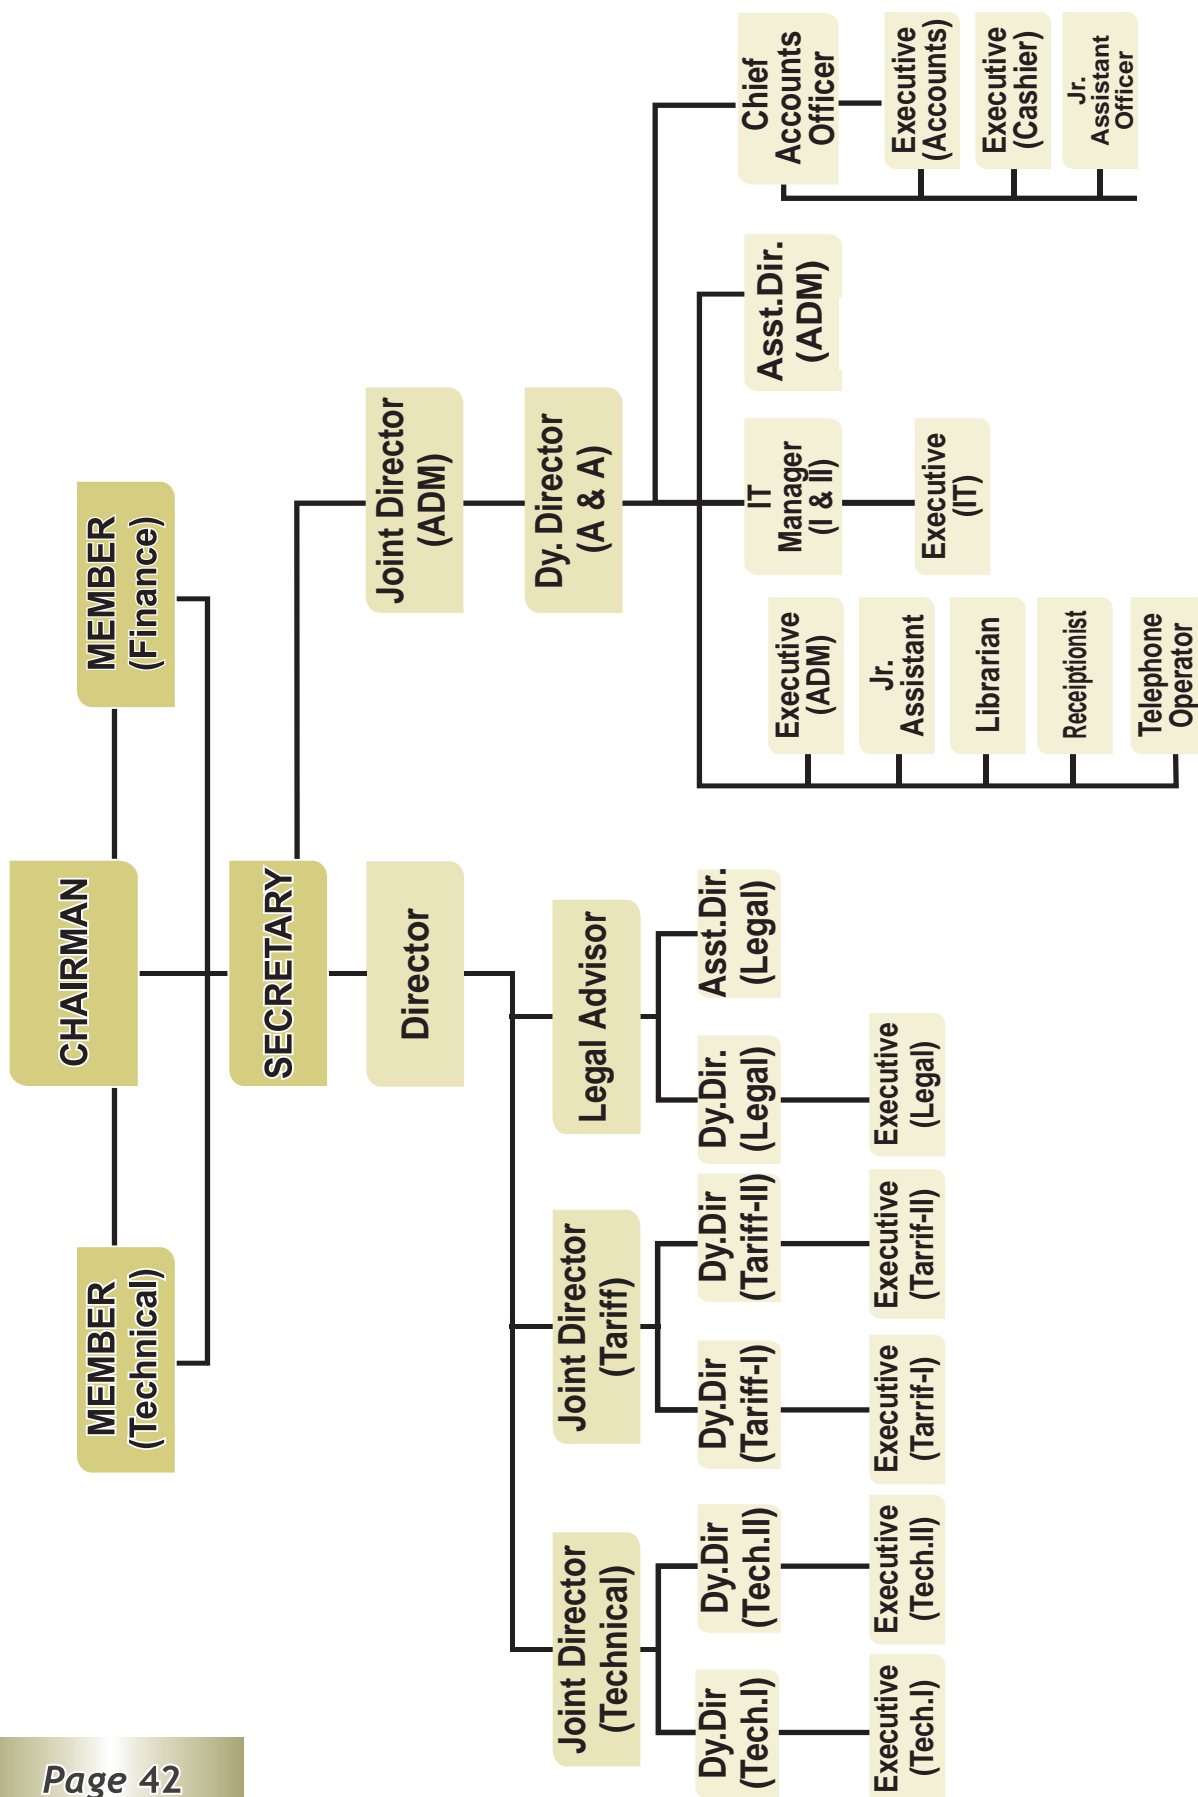 CHAIRMAN
MEMBER
(Technical)
MEMBER
(Finance)
SECRETARY
Director
Joint Director
(ADM)
Dy. Director
(A & A)
Joint Director
(Technical)
Joint Director
(Tariff)
Legal Advisor
Dy.Dir
(Tech.I)
Dy.Dir
(Tech.II)
Dy.Dir
(Tariff-I)
Dy.Dir
(Tariff-II)
Dy.Dir.
(Legal)
Asst.Dir.
(Legal)
Executive
(Tech.I)
Executive
(Tech.II)
Executive
(Tarrif-I)
Executive
(Tarrif-II)
Executive
(Legal)
Executive
(ADM)
Jr.
Assistant
Librarian
Receiptionist
Telephone
Operator
IT
Manager
(I & II)
Executive
(IT)
Asst.Dir.
(ADM)
Chief
Accounts
Officer
Executive
(Accounts)
Executive
(Cashier)
Jr.
Assistant
Officer
Page 42